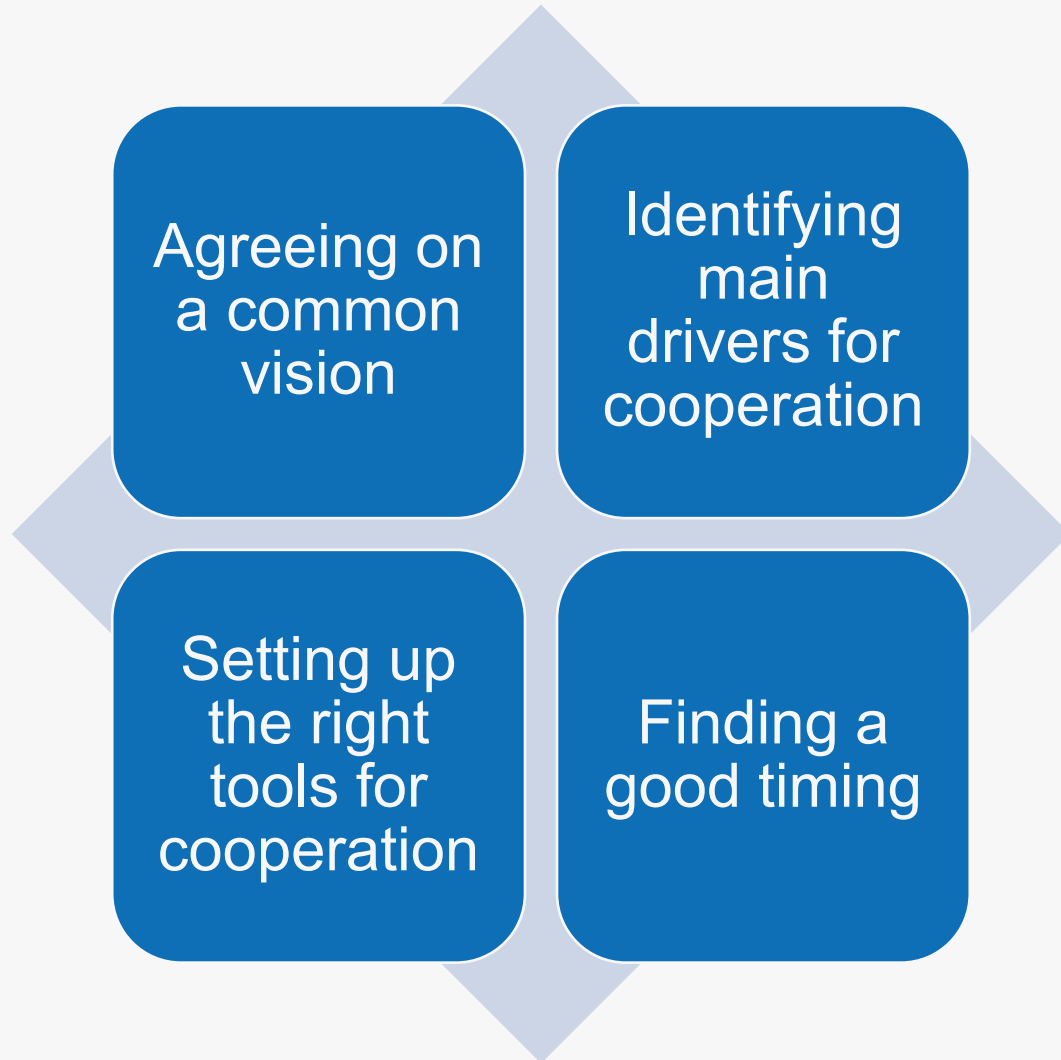 Agreeing on
a common
vision
Identifying
main
drivers for
cooperation
Setting up
the right
tools for
cooperation
Finding a
good timing